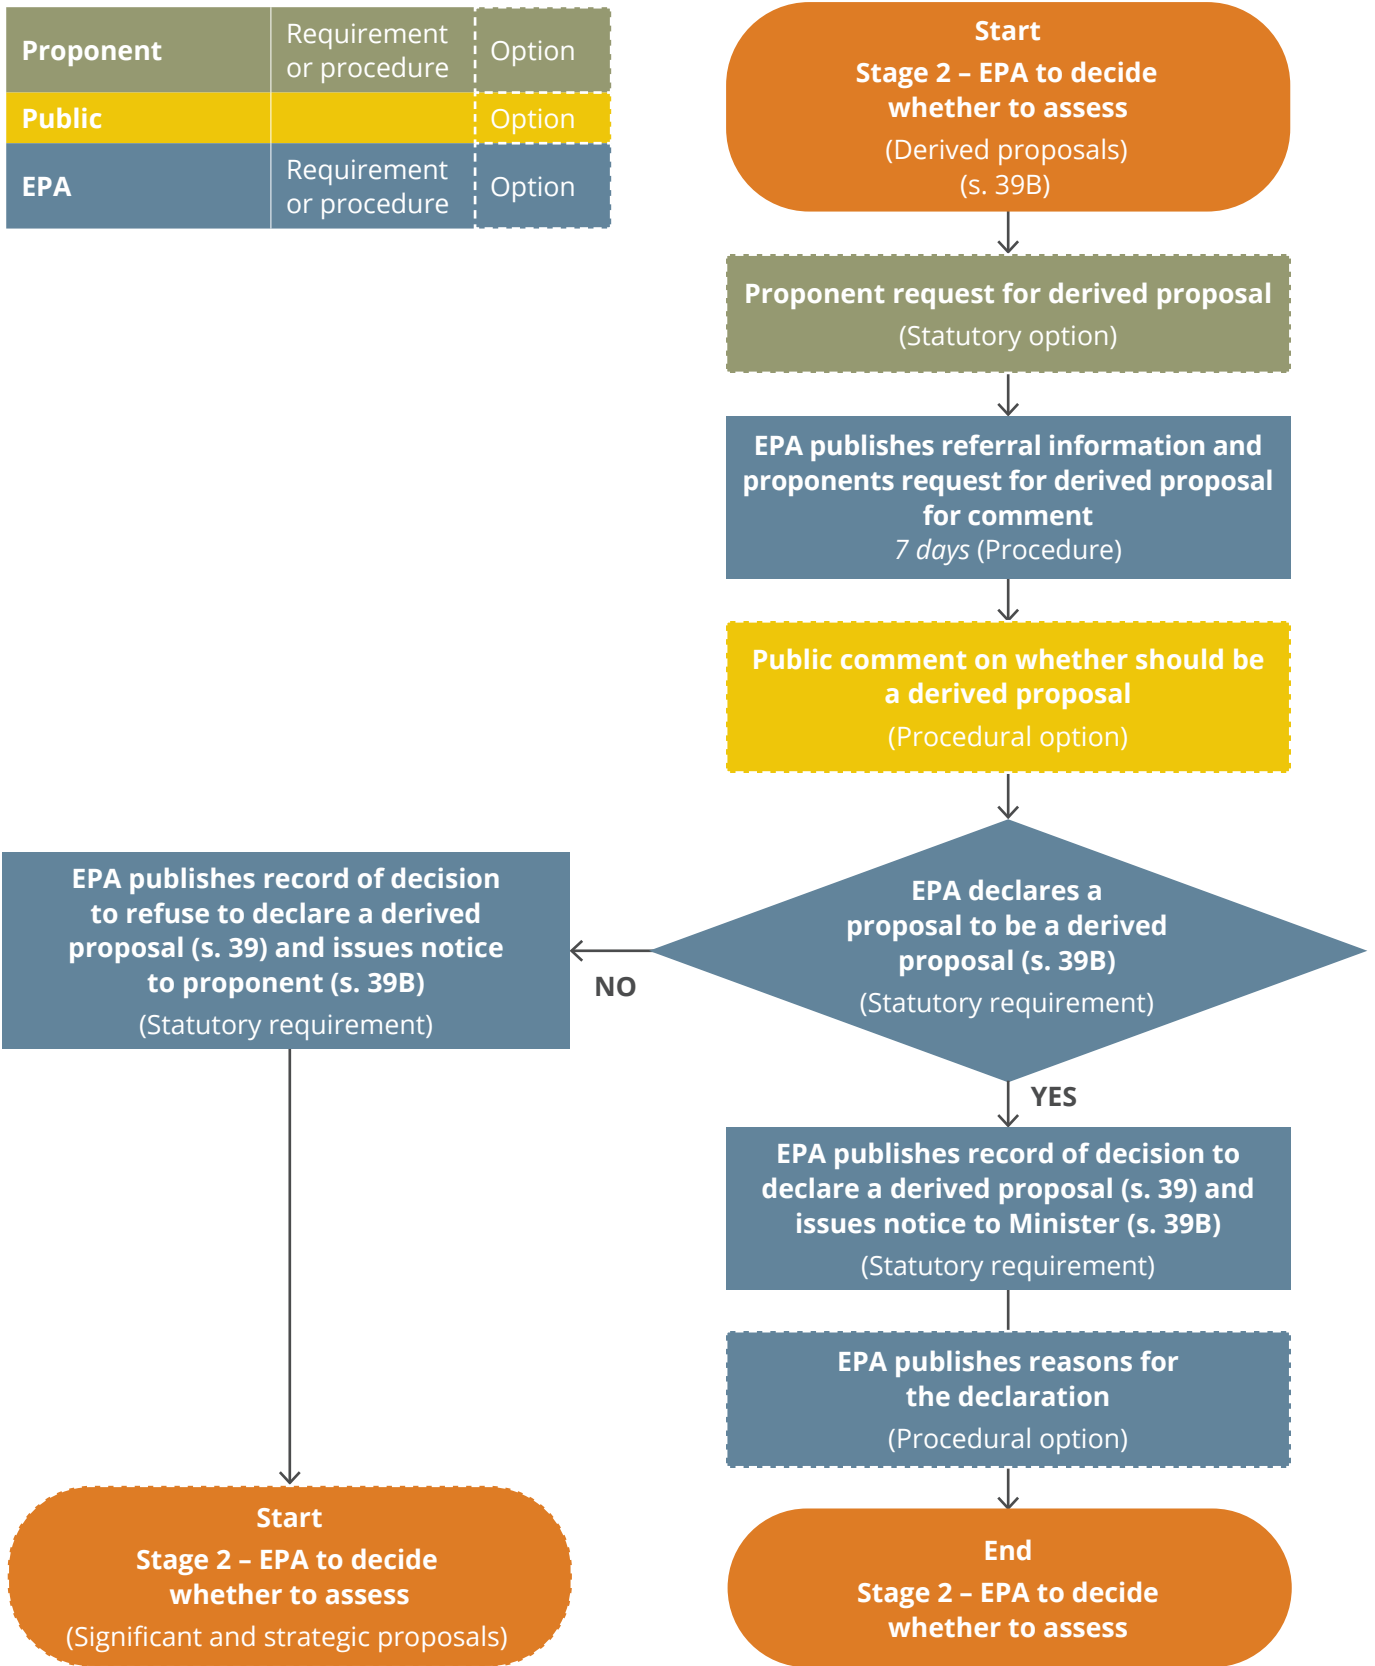 Proponent
Requirement
or procedure
Option
Public
Option
EPA
Requirement
or procedure
Option
Start
Stage 2 – EPA to decide
whether to assess
(Derived proposals)
(s. 39B)
Proponent request for derived proposal
(Statutory option)
EPA publishes referral information and
proponents request for derived proposal
for comment
7 days (Procedure)
Public comment on whether should be
a derived proposal
(Procedural option)
EPA declares a
proposal to be a derived
proposal (s. 39B)
(Statutory requirement)
NO
EPA publishes record of decision
to refuse to declare a derived
proposal (s. 39) and issues notice
to proponent (s. 39B)
(Statutory requirement)
YES
EPA publishes record of decision to
declare a derived proposal (s. 39) and
issues notice to Minister (s. 39B)
(Statutory requirement)
EPA publishes reasons for
the declaration
(Procedural option)
Start
Stage 2 – EPA to decide
whether to assess
(Significant and strategic proposals)
End
Stage 2 – EPA to decide
whether to assess